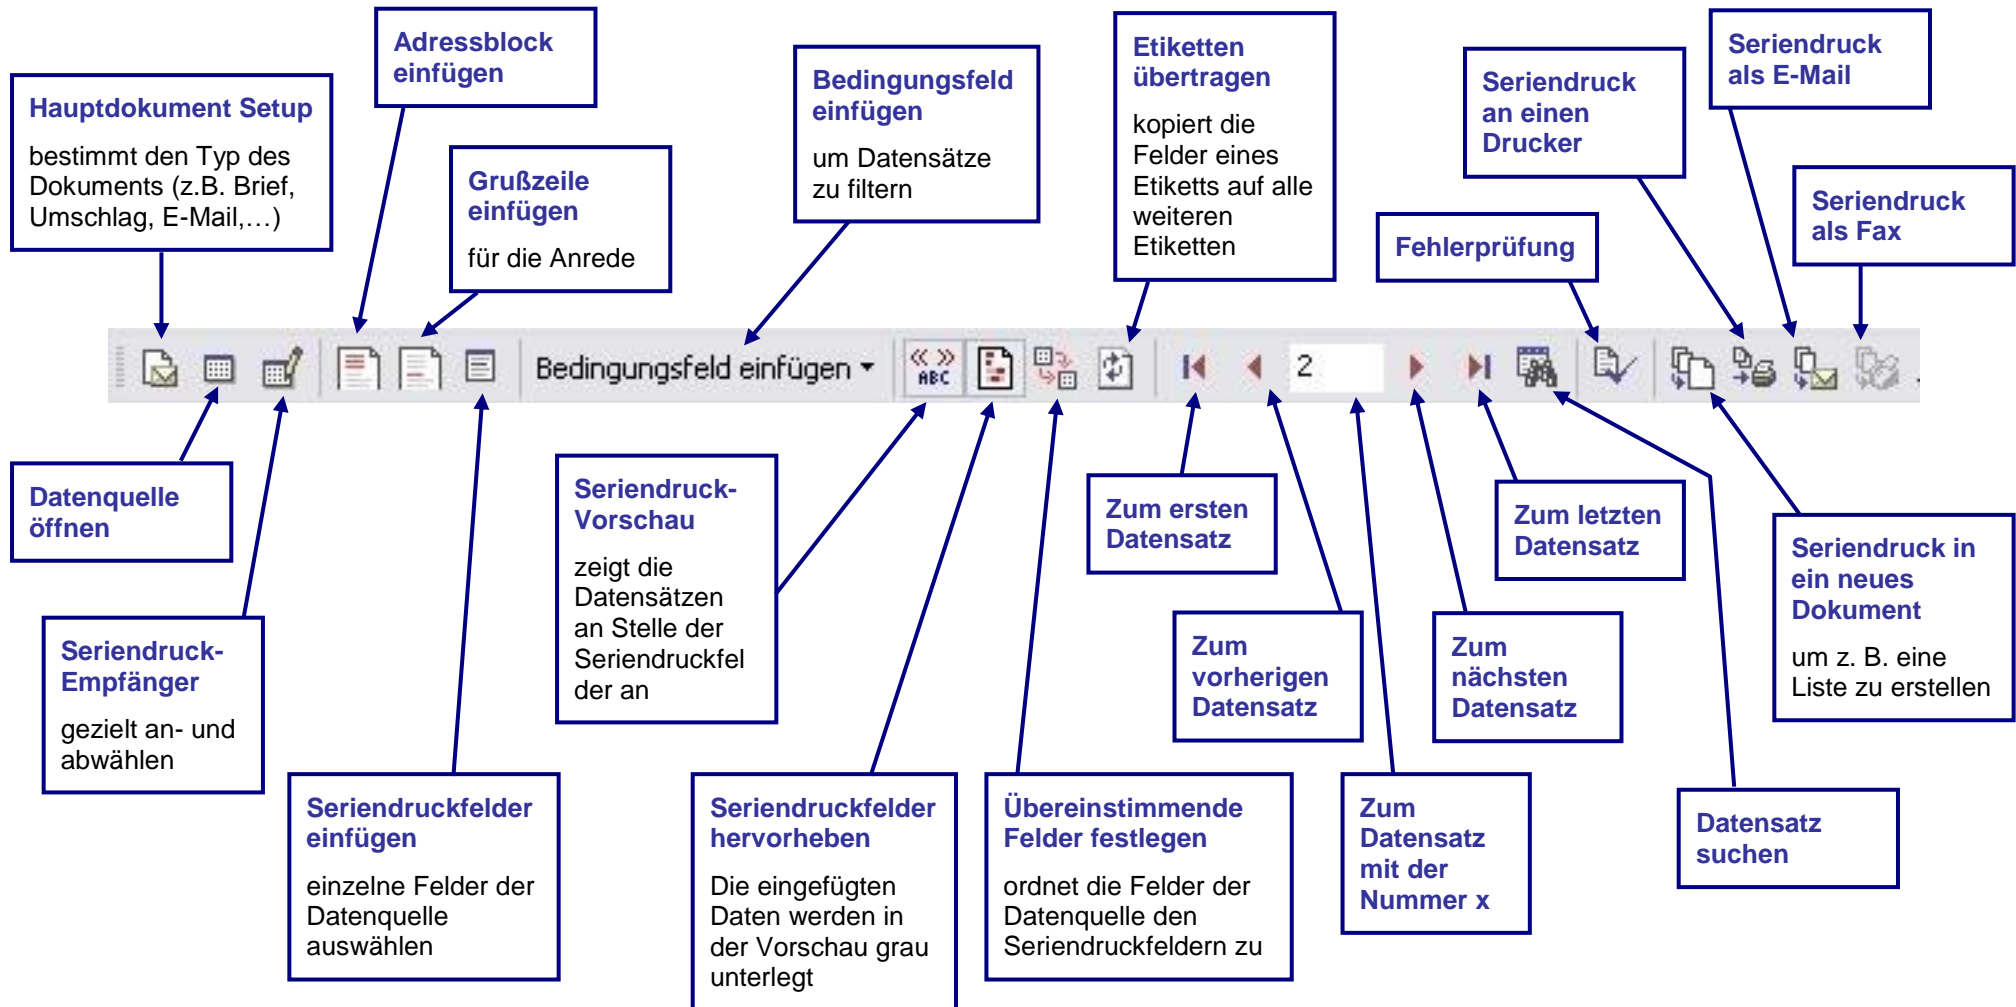 Hauptdokument Setup
bestimmt den Typ des
Dokuments (z.B. Brief,
Umschlag, E-Mail,…)
Adressblock
einfügen
Grußzeile
einfügen
für die Anrede
Bedingungsfeld
einfügen
um Datensätze
zu filtern
Etiketten
übertragen
kopiert die
Felder eines
Etiketts auf alle
weiteren
Etiketten
Fehlerprüfung
Seriendruck
an einen
Drucker
Seriendruck
als E-Mail
Seriendruck
als Fax
Bedingungsfeld einfügen
«»
ABC
2
Datenquelle
öffnen
Seriendruck-
Empfänger
gezielt an- und
abwählen
Seriendruckfelder
einfügen
einzelne Felder der
Datenquelle
auswählen
Seriendruck-
Vorschau
zeigt die
Datensätzen
an Stelle der
Seriendruckfel
der an
Seriendruckfelder
hervorheben
Die eingefügten
Daten werden in
der Vorschau grau
unterlegt
Übereinstimmende
Felder festlegen
ordnet die Felder der
Datenquelle den
Seriendruckfeldern zu
Zum ersten
Datensatz
Zum
vorherigen
Datensatz
Zum
Datensatz
mit der
Nummer x
Zum
nächsten
Datensatz
Zum letzten
Datensatz
Datensatz
suchen
Seriendruck in
ein neues
Dokument
um z. B. eine
Liste zu erstellen